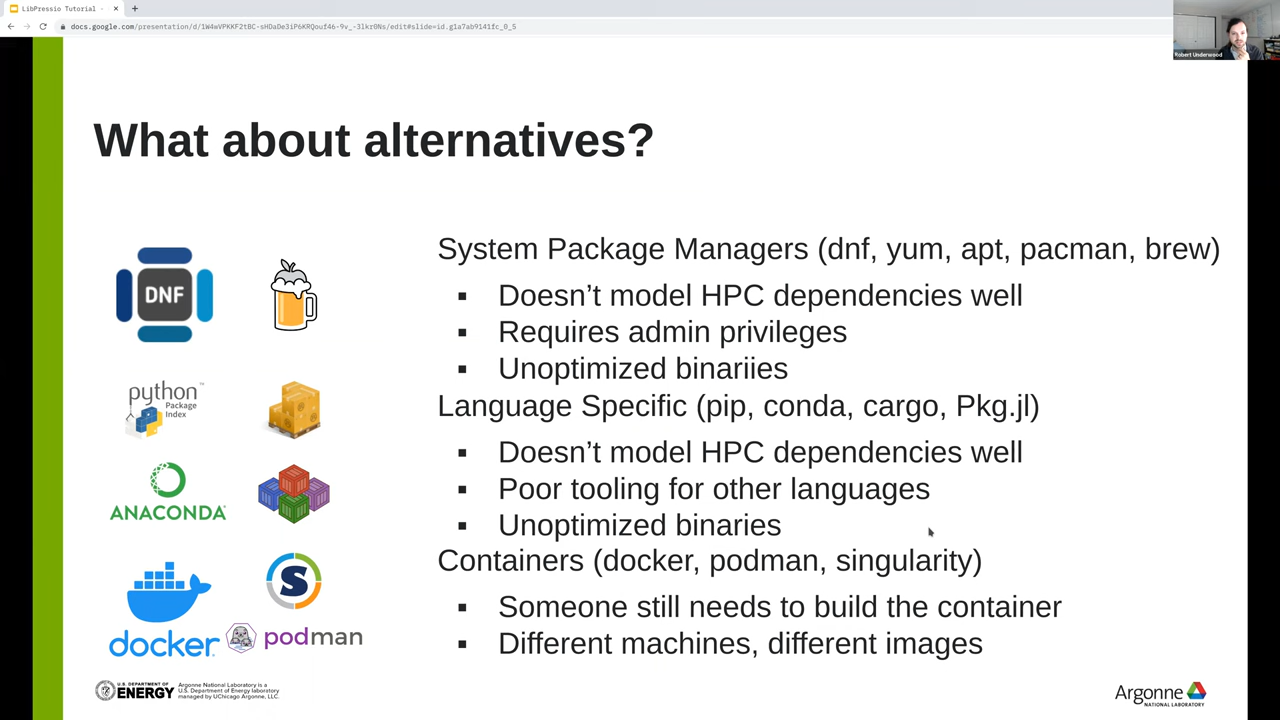 LibPressio Tutorial -
docs.google.com/presentation/d/1W4wVPKKF2tBC-sHDaDe3iP6KRQouf46-9v_-3lkr0Ns/edit#slide=id.g1a7ab9141fc_0_5
Robert Underwood
What about alternatives?
System Package Managers (dnf, yum, apt, pacman, brew)
Doesn't model HPC dependencies well
Requires admin privileges
Unoptimized binariies
Language Specific (pip, conda, cargo, Pkg.jl)
Doesn't model HPC dependencies well
Poor tooling for other languages
Unoptimized binaries
Containers (docker, podman, singularity)
Someone still needs to build the container
Different machines, different images
DNF
python™
Package
Index
ANACONDA
S
docker
podman
U.S. DEPARTMENT OF
ENERGY
Argonne National Laboratory is a
U.S. Department of Energy laboratory
managed by UChicago Argonne, LLC.
Argonne
NATIONAL LABORATORY